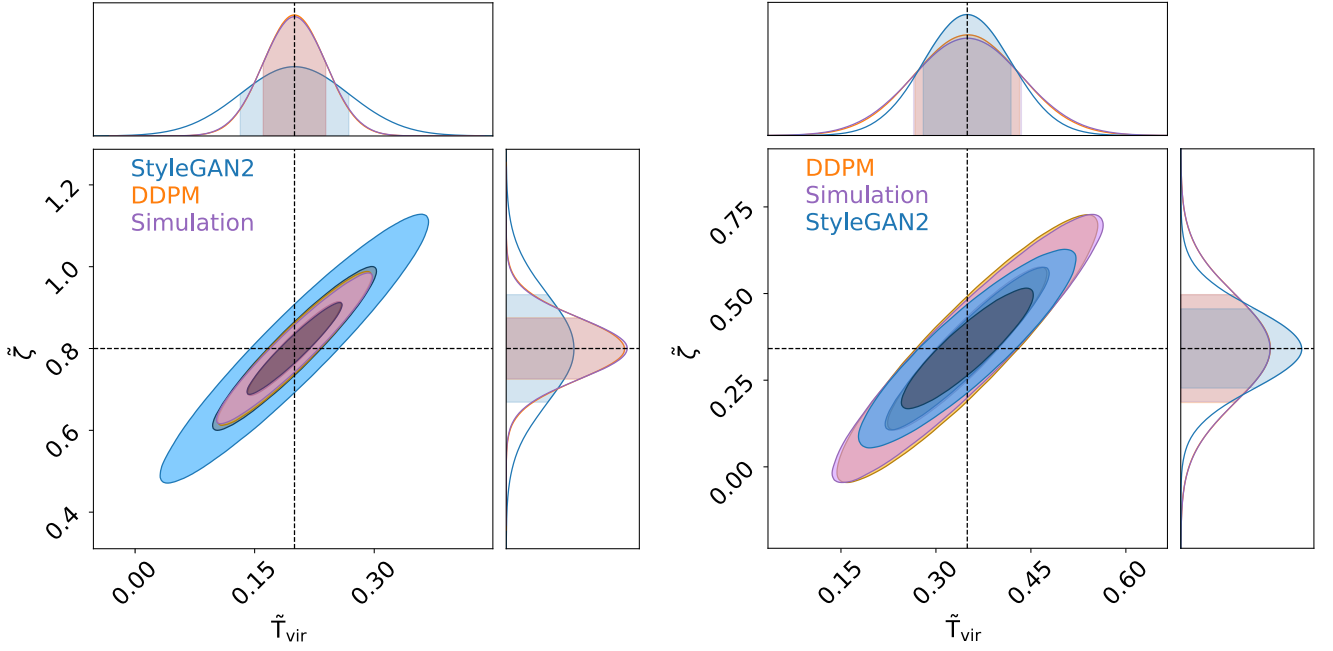 StyleGAN2
DDPM
Simulation
1.2
1.0
0.8
0.6
0.4
ζ̃
0.00
0.15
0.30
T̃vir
DDPM
Simulation
StyleGAN2
0.75
0.50
0.25
0.00
ζ̃
0.15
0.30
0.45
0.60
T̃vir